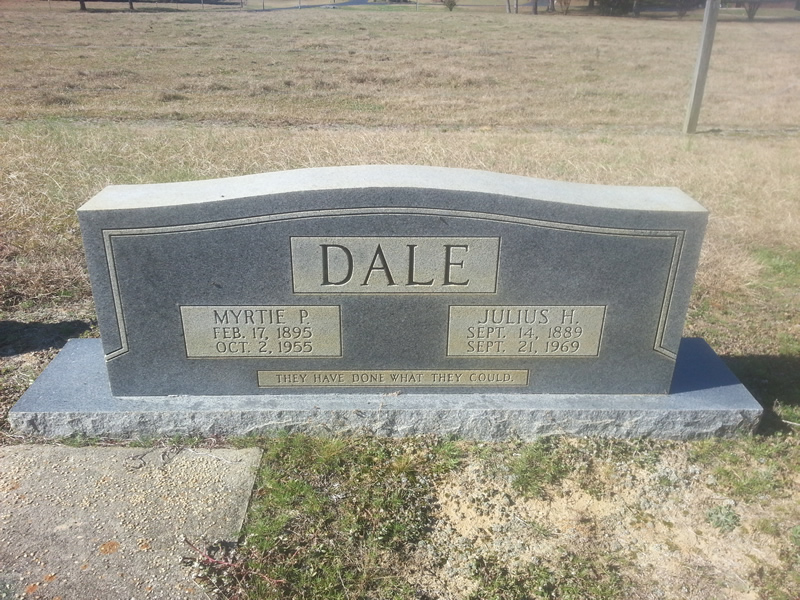 DALE
MYRTIE P.
FEB. 17, 1895
OCT. 2, 1955
JULIUS H.
SEPT. 14, 1889
SEPT. 21, 1969
THEY HAVE DONE WHAT THEY COULD.